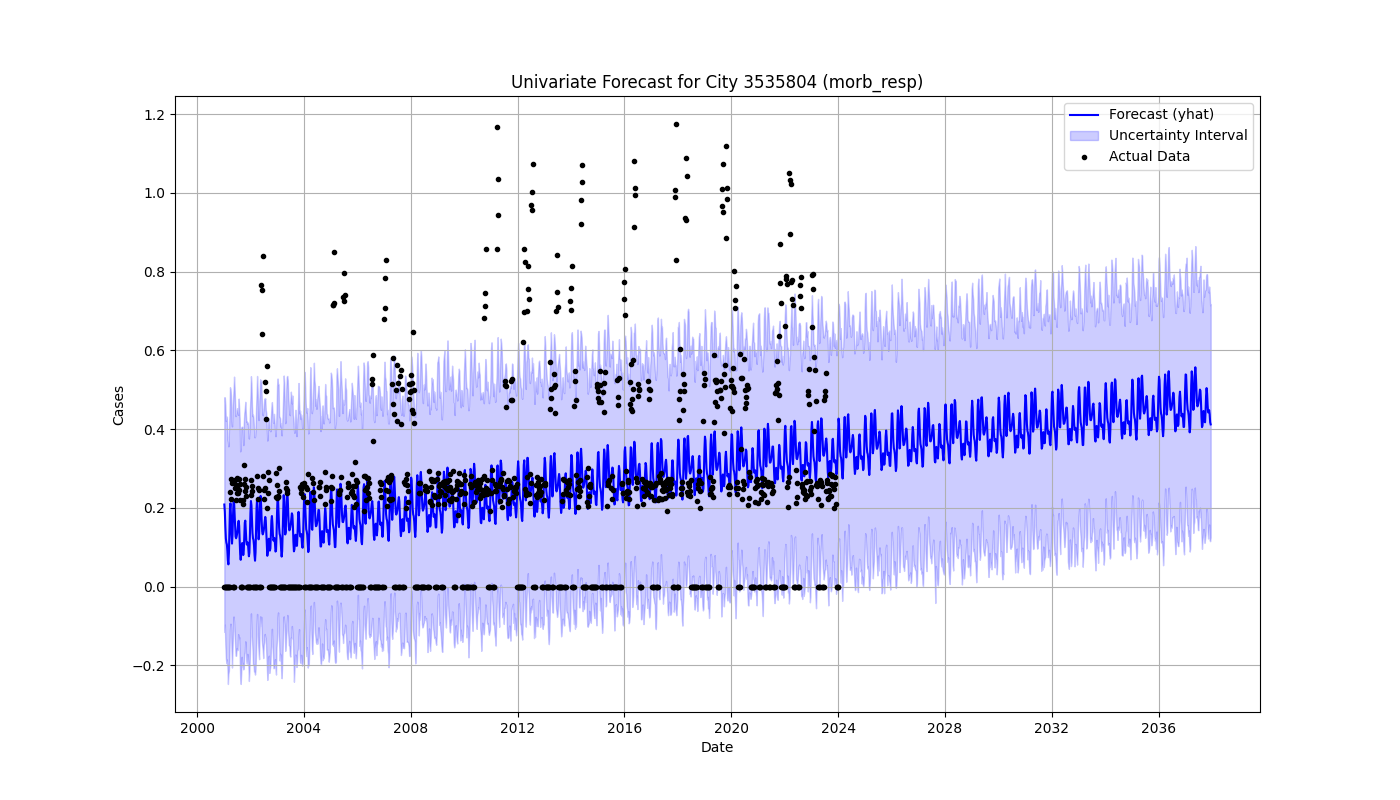 Univariate Forecast for City 3535804 (morb_resp)
Forecast (yhat)
Uncertainty Interval
Actual Data
Cases
1.2
1.0
0.8
0.6
0.4
0.2
0.0
−0.2
2000 2004 2008 2012 2016 2020 2024 2028 2032 2036
Date